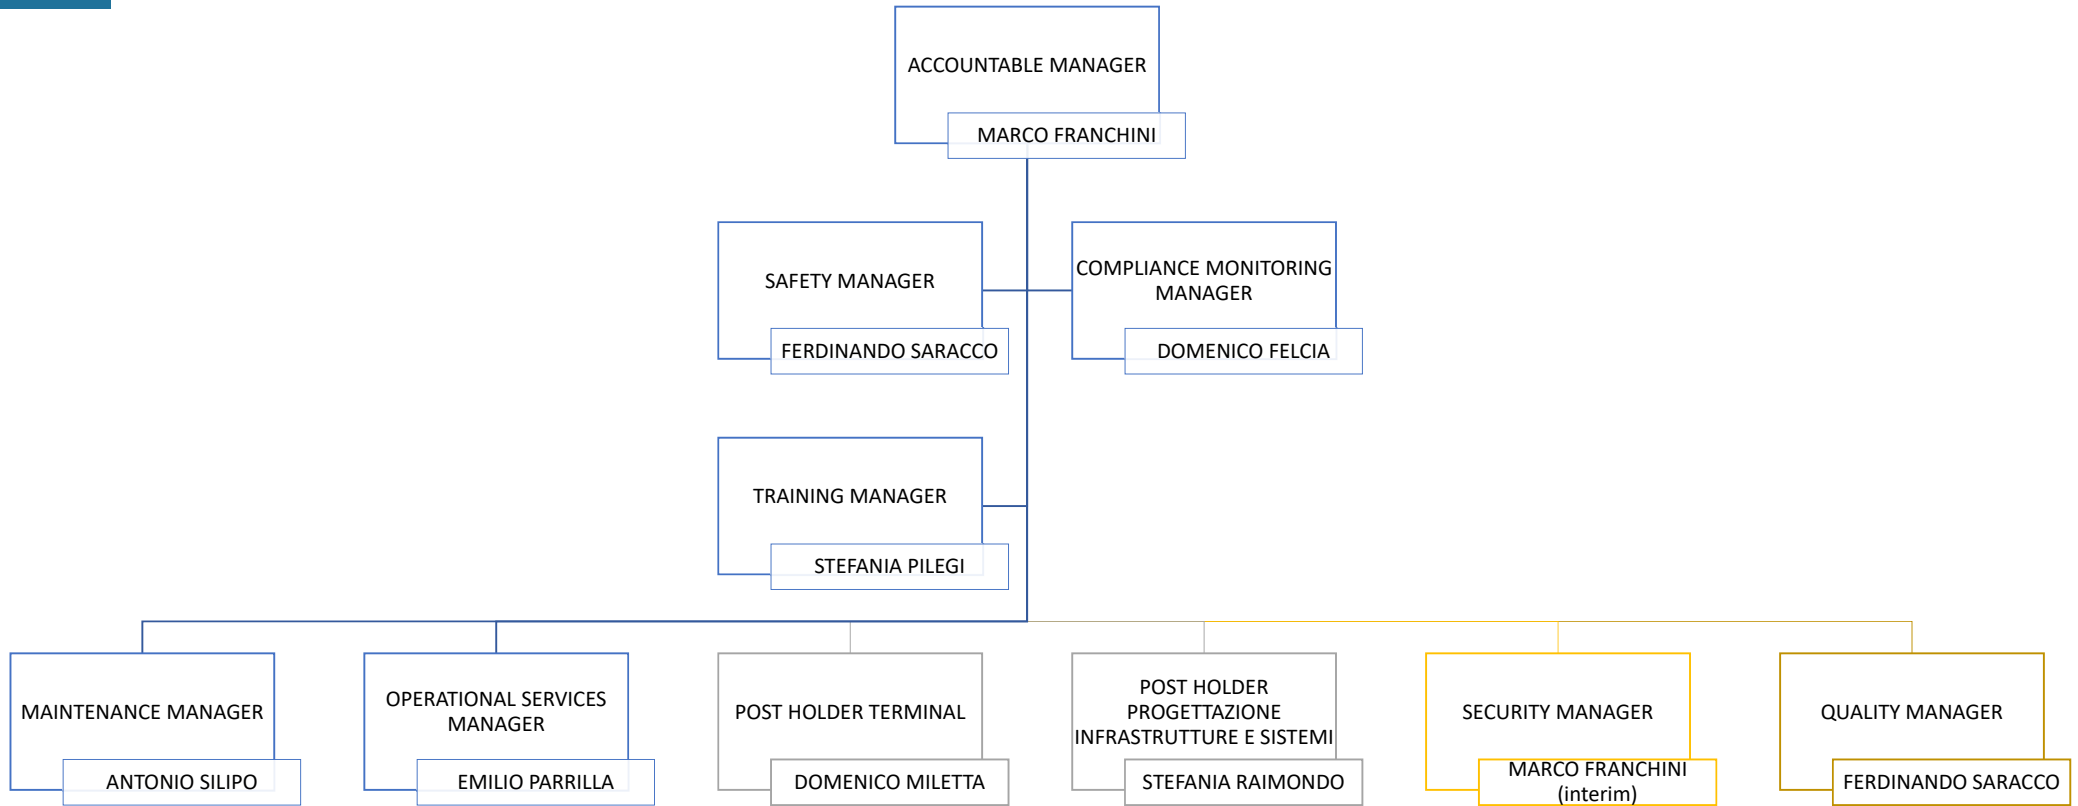 ACCOUNTABLE MANAGER
MARCO FRANCHINI
SAFETY MANAGER
FERDINANDO SARACCO
COMPLIANCE MONITORING
MANAGER
DOMENICO FELCIA
TRAINING MANAGER
STEFANIA PILEGI
MAINTENANCE MANAGER
ANTONIO SILIPO
OPERATIONAL SERVICES
MANAGER
EMILIO PARRILLA
POST HOLDER TERMINAL
DOMENICO MILETTA
POST HOLDER
PROGETTAZIONE
INFRASTRUTTURE E SISTEMI
STEFANIA RAIMONDO
SECURITY MANAGER
MARCO FRANCHINI
(interim)
QUALITY MANAGER
FERDINANDO SARACCO